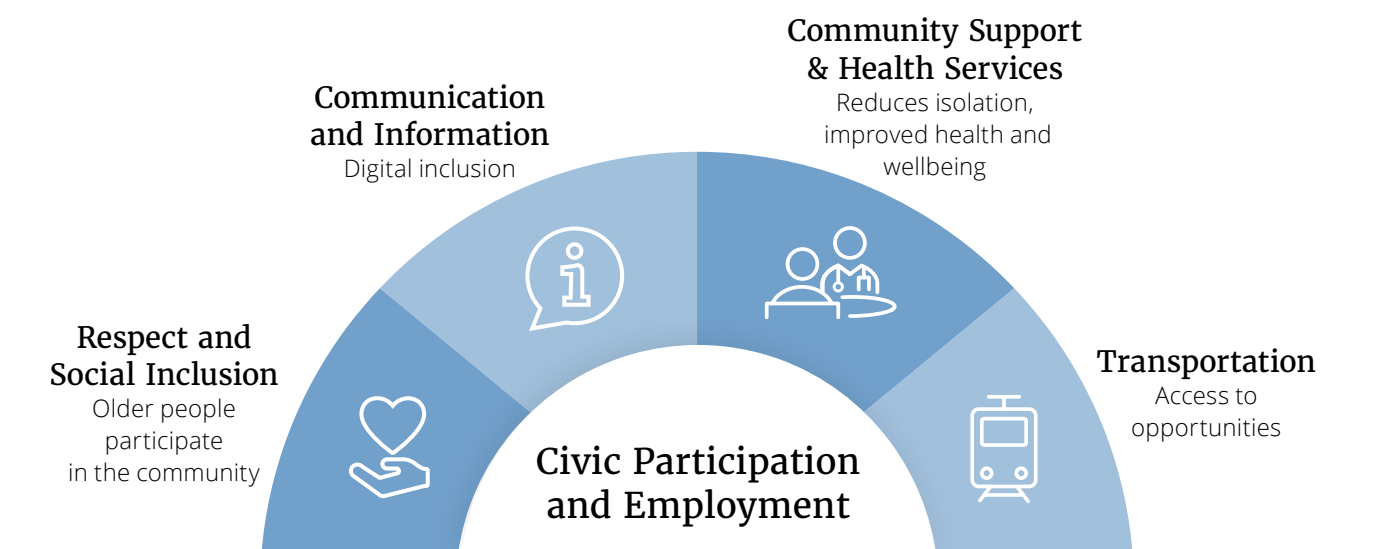 Community Support
& Health Services
Reduces isolation,
improved health and
wellbeing
Communication
and Information
Digital inclusion
Respect and
Social Inclusion
Older people
participate
in the community
Transportation
Access to
opportunities
Civic Participation
and Employment